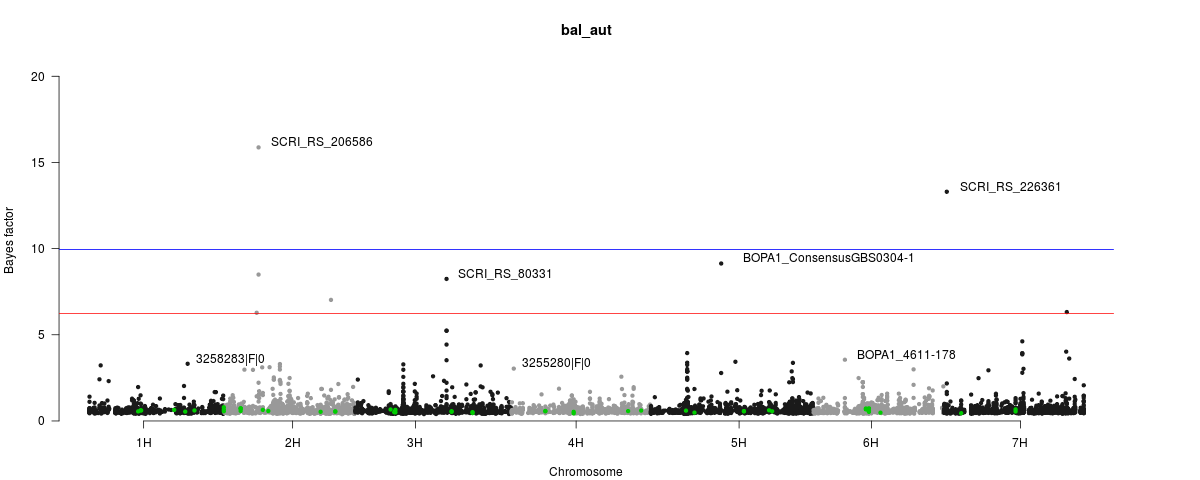 bal_aut
20
SCRI_RS_206586
15
SCRI_RS_226361
10
BOPA1_ConsensusGBS0304-1
SCRI_RS_80331
5
3258283|F|0
3255280|F|0
BOPA1_4611-178
0
Bayes factor
1H 2H 3H 4H 5H 6H 7H
Chromosome